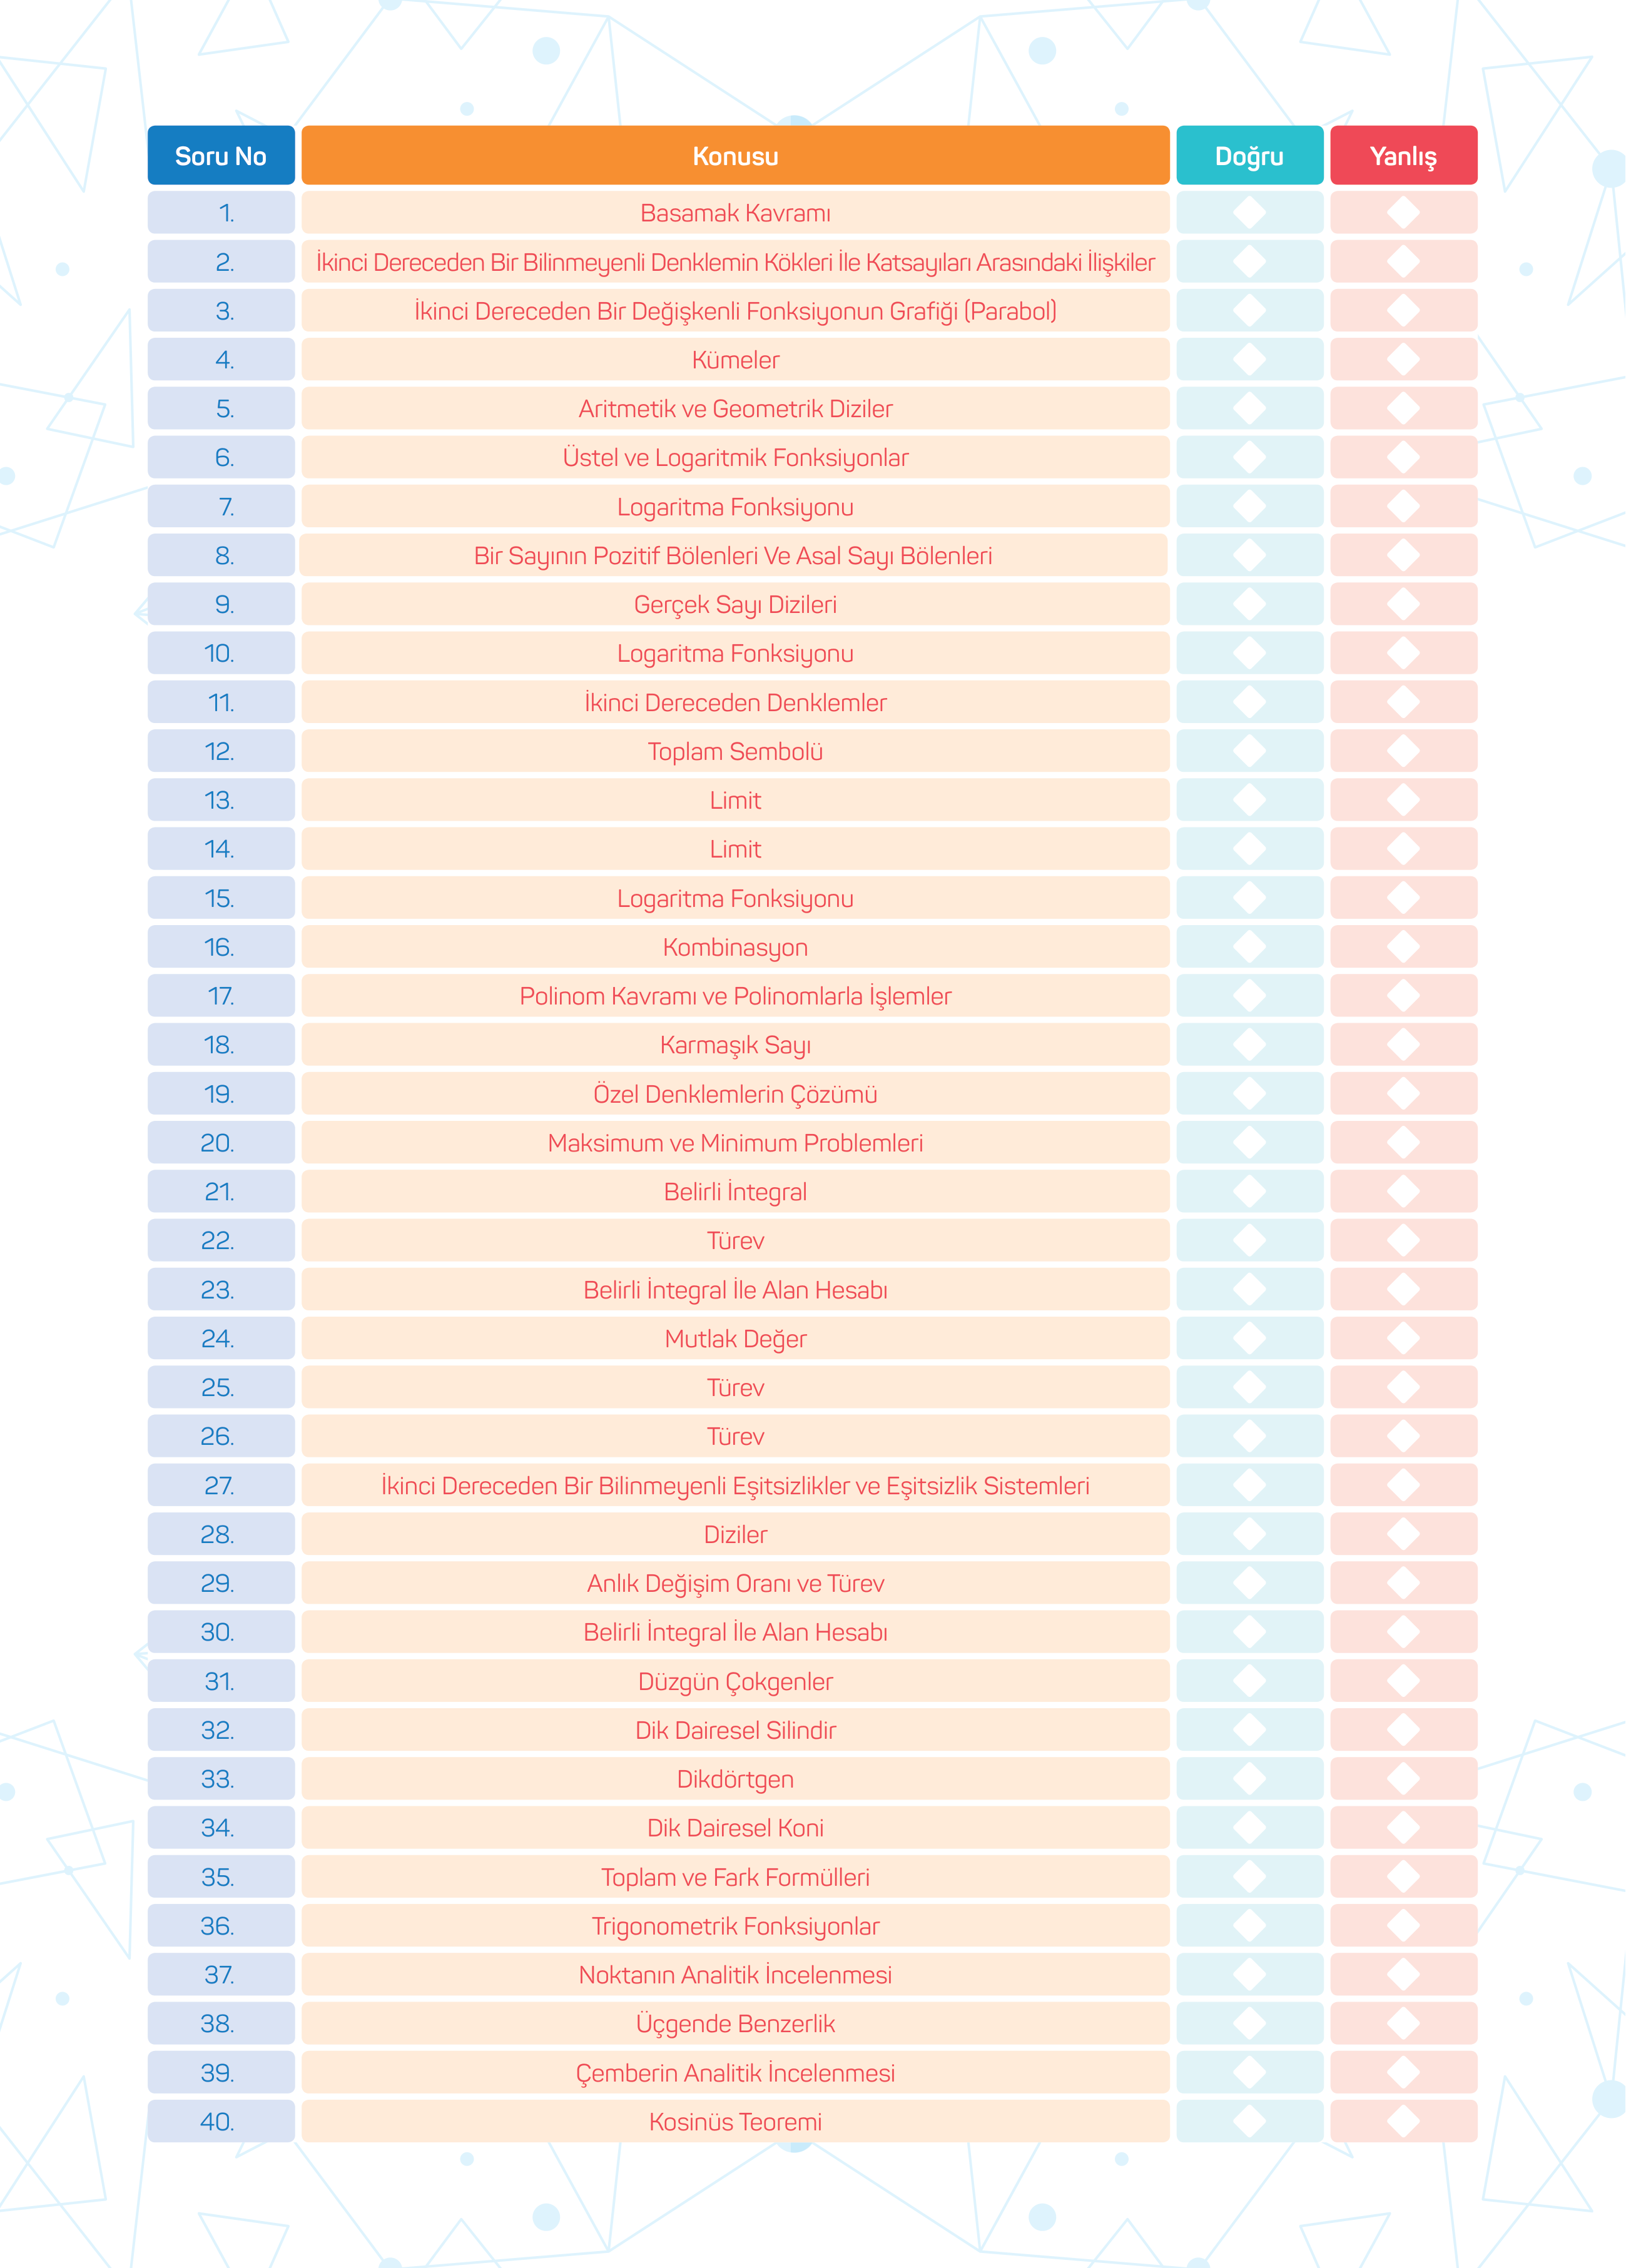 Soru No Konusu Doğru Yanlış
1. Basamak Kavramı
2. İkinci Dereceden Bir Bilinmeyenli Denklemin Kökleri İle Katsayıları Arasındaki İlişkiler
3. İkinci Dereceden Bir Değişkenli Fonksiyonun Grafiği (Parabol)
4. Kümeler
5. Aritmetik ve Geometrik Diziler
6. Üstel ve Logaritmik Fonksiyonlar
7. Logaritma Fonksiyonu
8. Bir Sayının Pozitif Bölenleri Ve Asal Sayı Bölenleri
9. Gerçek Sayı Dizileri
10. Logaritma Fonksiyonu
11. İkinci Dereceden Denklemler
12. Toplam Sembolü
13. Limit
14. Limit
15. Logaritma Fonksiyonu
16. Kombinasyon
17. Polinom Kavramı ve Polinomlarla İşlemler
18. Karmaşık Sayı
19. Özel Denklemlerin Çözümü
20. Maksimum ve Minimum Problemleri
21. Belirli İntegral
22. Türev
23. Belirli İntegral İle Alan Hesabı
24. Mutlak Değer
25. Türev
26. Türev
27. İkinci Dereceden Bir Bilinmeyenli Eşitsizlikler ve Eşitsizlik Sistemleri
28. Diziler
29. Anlık Değişim Oranı ve Türev
30. Belirli İntegral İle Alan Hesabı
31. Düzgün Çokgenler
32. Dik Dairesel Silindir
33. Dikdörtgen
34. Dik Dairesel Koni
35. Toplam ve Fark Formülleri
36. Trigonometrik Fonksiyonlar
37. Noktanın Analitik İncelenmesi
38. Üçgende Benzerlik
39. Çemberin Analitik İncelenmesi
40. Kosinüs Teoremi